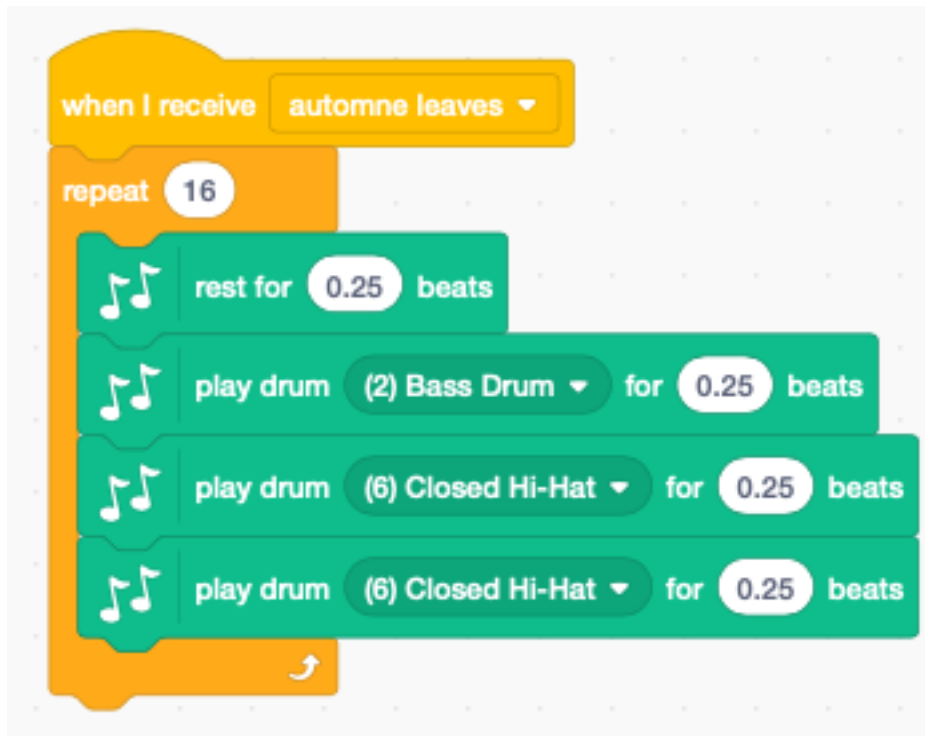 when I receive automne leaves
repeat 16
rest for 0.25 beats
play drum (2) Bass Drum for 0.25 beats
play drum (6) Closed Hi-Hat for 0.25 beats
play drum (6) Closed Hi-Hat for 0.25 beats